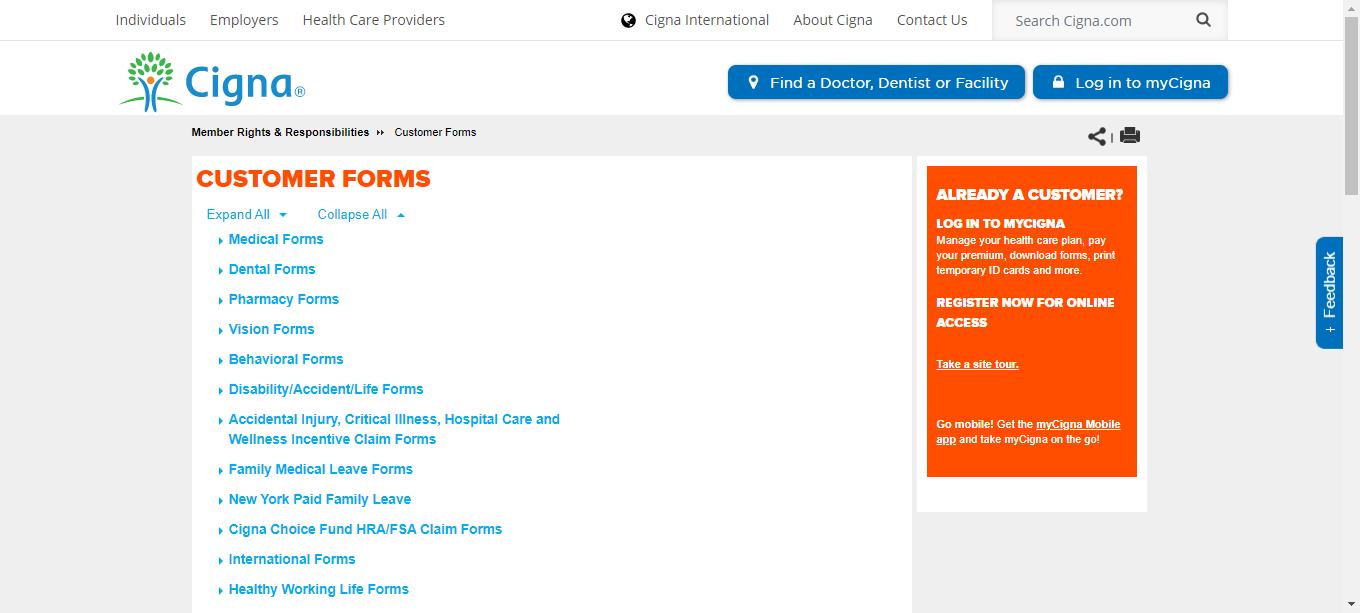 Individuals Employers Health Care Providers Cigna International About Cigna Contact Us Search Cigna.com
Cigna®
Find a Doctor, Dentist or Facility Log in to myCigna
Member Rights & Responsibilities Customer Forms
CUSTOMER FORMS
Expand All Collapse All
Medical Forms
Dental Forms
Pharmacy Forms
Vision Forms
Behavioral Forms
Disability/Accident/Life Forms
Accidental Injury, Critical Illness, Hospital Care and
Wellness Incentive Claim Forms
Family Medical Leave Forms
New York Paid Family Leave
Cigna Choice Fund HRA/FSA Claim Forms
International Forms
Healthy Working Life Forms
ALREADY A CUSTOMER?
LOG IN TO MYCIGNA
Manage your health care plan, pay
your premium, download forms, print
temporary ID cards and more.
REGISTER NOW FOR ONLINE
ACCESS
Take a site tour.
Go mobile! Get the myCigna Mobile
app and take myCigna on the go!
+ Feedback